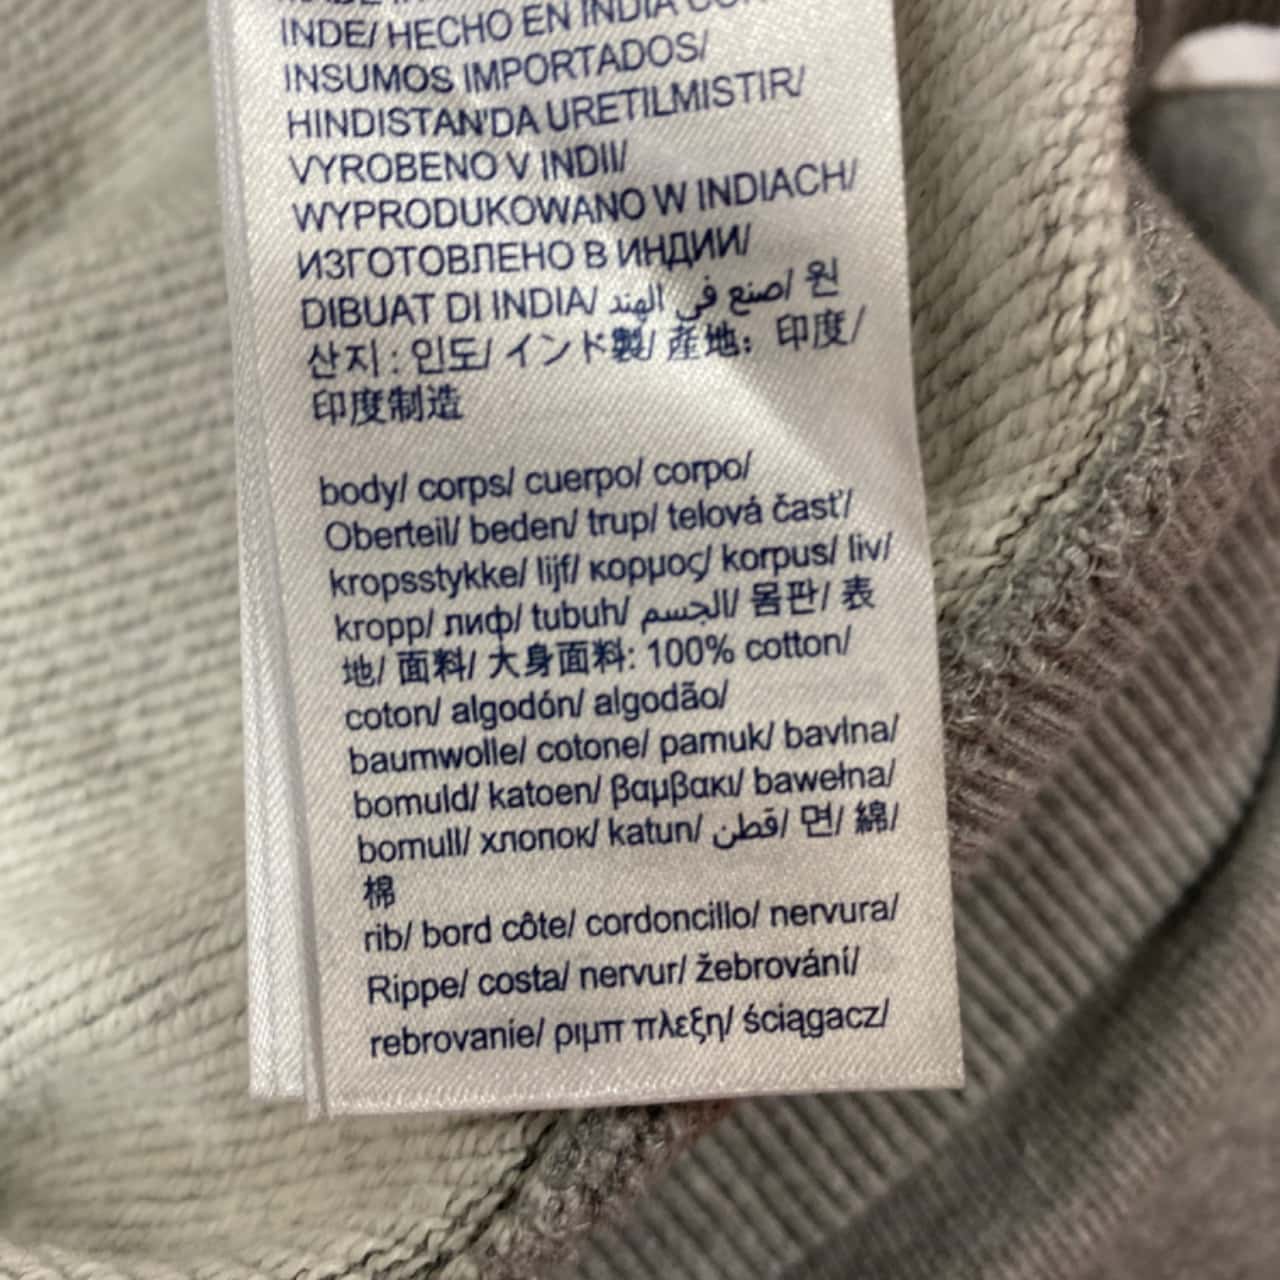 INDE/ HECHO EN INDIA CON
INSUMOS IMPORTADOS/
HINDISTAN'DA URETILMISTIR/
VYROBENO V INDII/
WYPRODUKOWANO W INDIACH/
ИЗГОТОВЛЕНО В ИНДИИ/
DIBUAT DI INDIA/ صنع في الهند/ 원
산지 : 인도/ インド製/ 産地：印度/
印度制造
body/ corps/ cuerpo/ corpo/
Oberteil/ beden/ trup/ telová časť/
kropsstykke/ lijf/ κορμος/ korpus/ liv/
kropp/ лиф/ tubuh/ الجسم/ 몸판/ 表
地/ 面料/ 大身面料: 100% cotton/
coton/ algodón/ algodão/
baumwolle/ cotone/ pamuk/ bavlna/
bomuld/ katoen/ βαμβακι/ bawełna/
bomull/ хлопок/ katun/ قطن/ 면/ 綿/
棉
rib/ bord côte/ cordoncillo/ nervura/
Rippe/ costa/ nervur/ žebrování/
rebrovanie/ ριμπ πλεξη/ ściągacz/